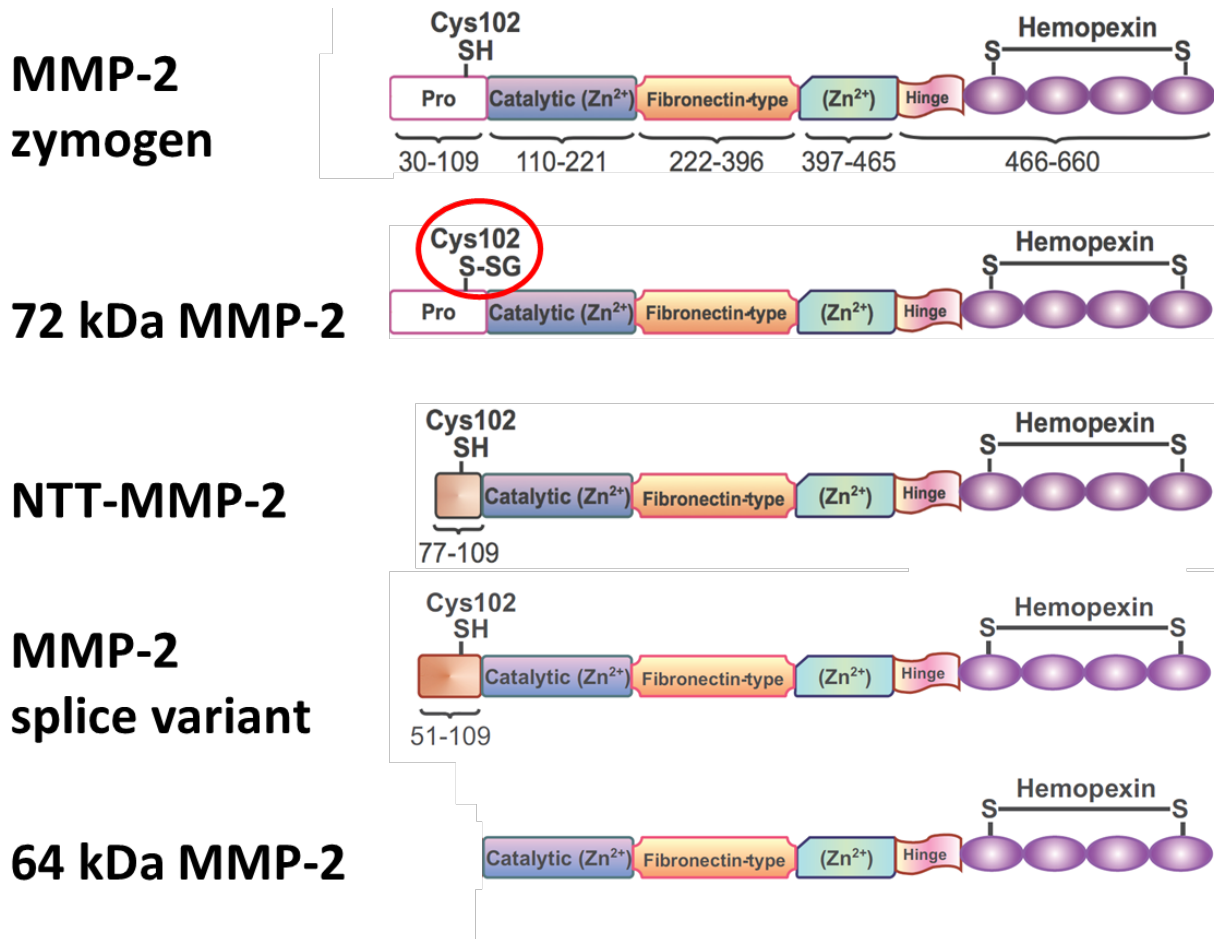 MMP-2
zymogen
Cys102
SH
Hemopexin
S S
Pro Catalytic (Zn²⁺) Fibronectin-type (Zn²⁺) Hinge
30-109 110-221 222-396 397-465 466-660
72 kDa MMP-2
Cys102
S-SG
Hemopexin
S S
Pro Catalytic (Zn²⁺) Fibronectin-type (Zn²⁺) Hinge
NTT-MMP-2
Cys102
SH
Hemopexin
S S
Catalytic (Zn²⁺) Fibronectin-type (Zn²⁺) Hinge
77-109
MMP-2
splice variant
Cys102
SH
Hemopexin
S S
Catalytic (Zn²⁺) Fibronectin-type (Zn²⁺) Hinge
51-109
64 kDa MMP-2
Hemopexin
S S
Catalytic (Zn²⁺) Fibronectin-type (Zn²⁺) Hinge